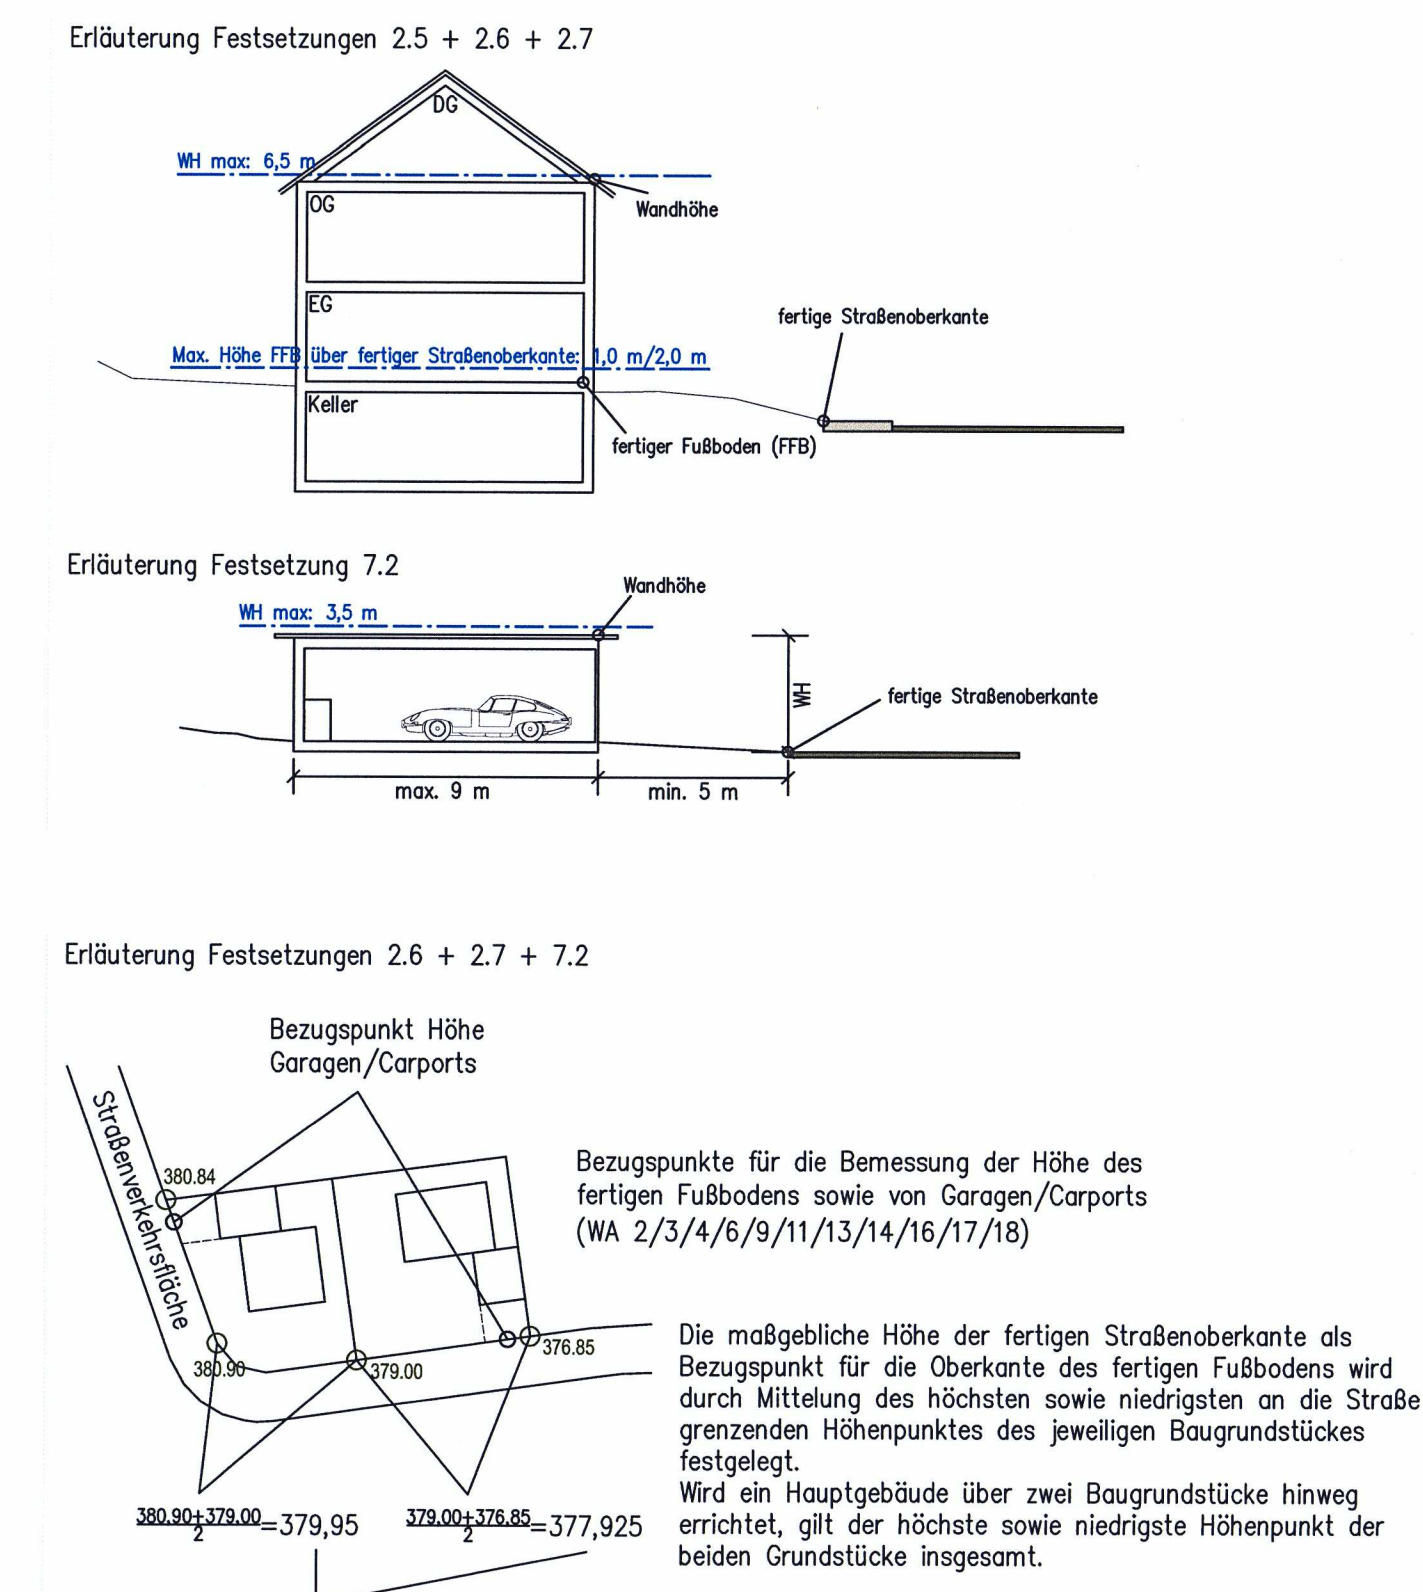 Erläuterung Festsetzungen 2.5 + 2.6 + 2.7
DG
WH max: 6,5 m
Wandhöhe
OG
EG
fertige Straßenoberkante
Max. Höhe FFB über fertiger Straßenoberkante: 1,0 m/2,0 m
Keller
fertiger Fußboden (FFB)
Erläuterung Festsetzung 7.2
Wandhöhe
WH max: 3,5 m
WH
fertige Straßenoberkante
max. 9 m
min. 5 m
Erläuterung Festsetzungen 2.6 + 2.7 + 7.2
Bezugspunkt Höhe
Garagen/Carports
Straßenverkehrsfläche
380.84
380.90
379.00
376.85
Bezugspunkte für die Bemessung der Höhe des
fertigen Fußbodens sowie von Garagen/Carports
(WA 2/3/4/6/9/11/13/14/16/17/18)
Die maßgebliche Höhe der fertigen Straßenoberkante als
Bezugspunkt für die Oberkante des fertigen Fußbodens wird
durch Mittelung des höchsten sowie niedrigsten an die Straße
grenzenden Höhenpunktes des jeweiligen Baugrundstückes
festgelegt.
Wird ein Hauptgebäude über zwei Baugrundstücke hinweg
errichtet, gilt der höchste sowie niedrigste Höhenpunkt der
beiden Grundstücke insgesamt.
380.90+379.00
2
=379,95
379.00+376.85
2
=377,925